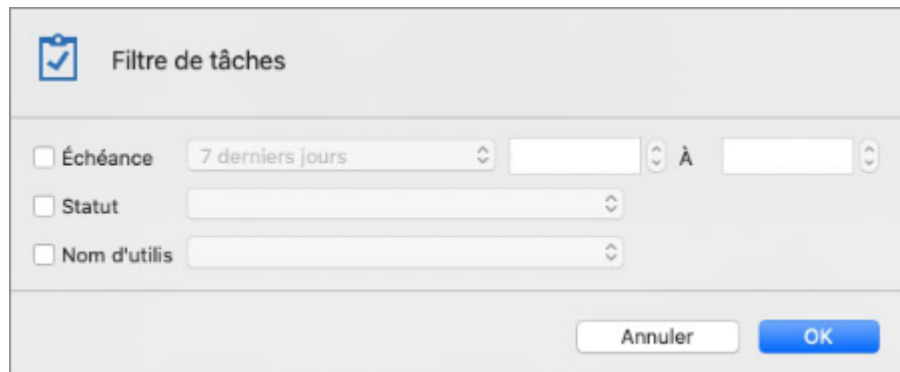 Filtre de tâches
Échéance 7 derniers jours À
Statut
Nom d'utilis
Annuler OK